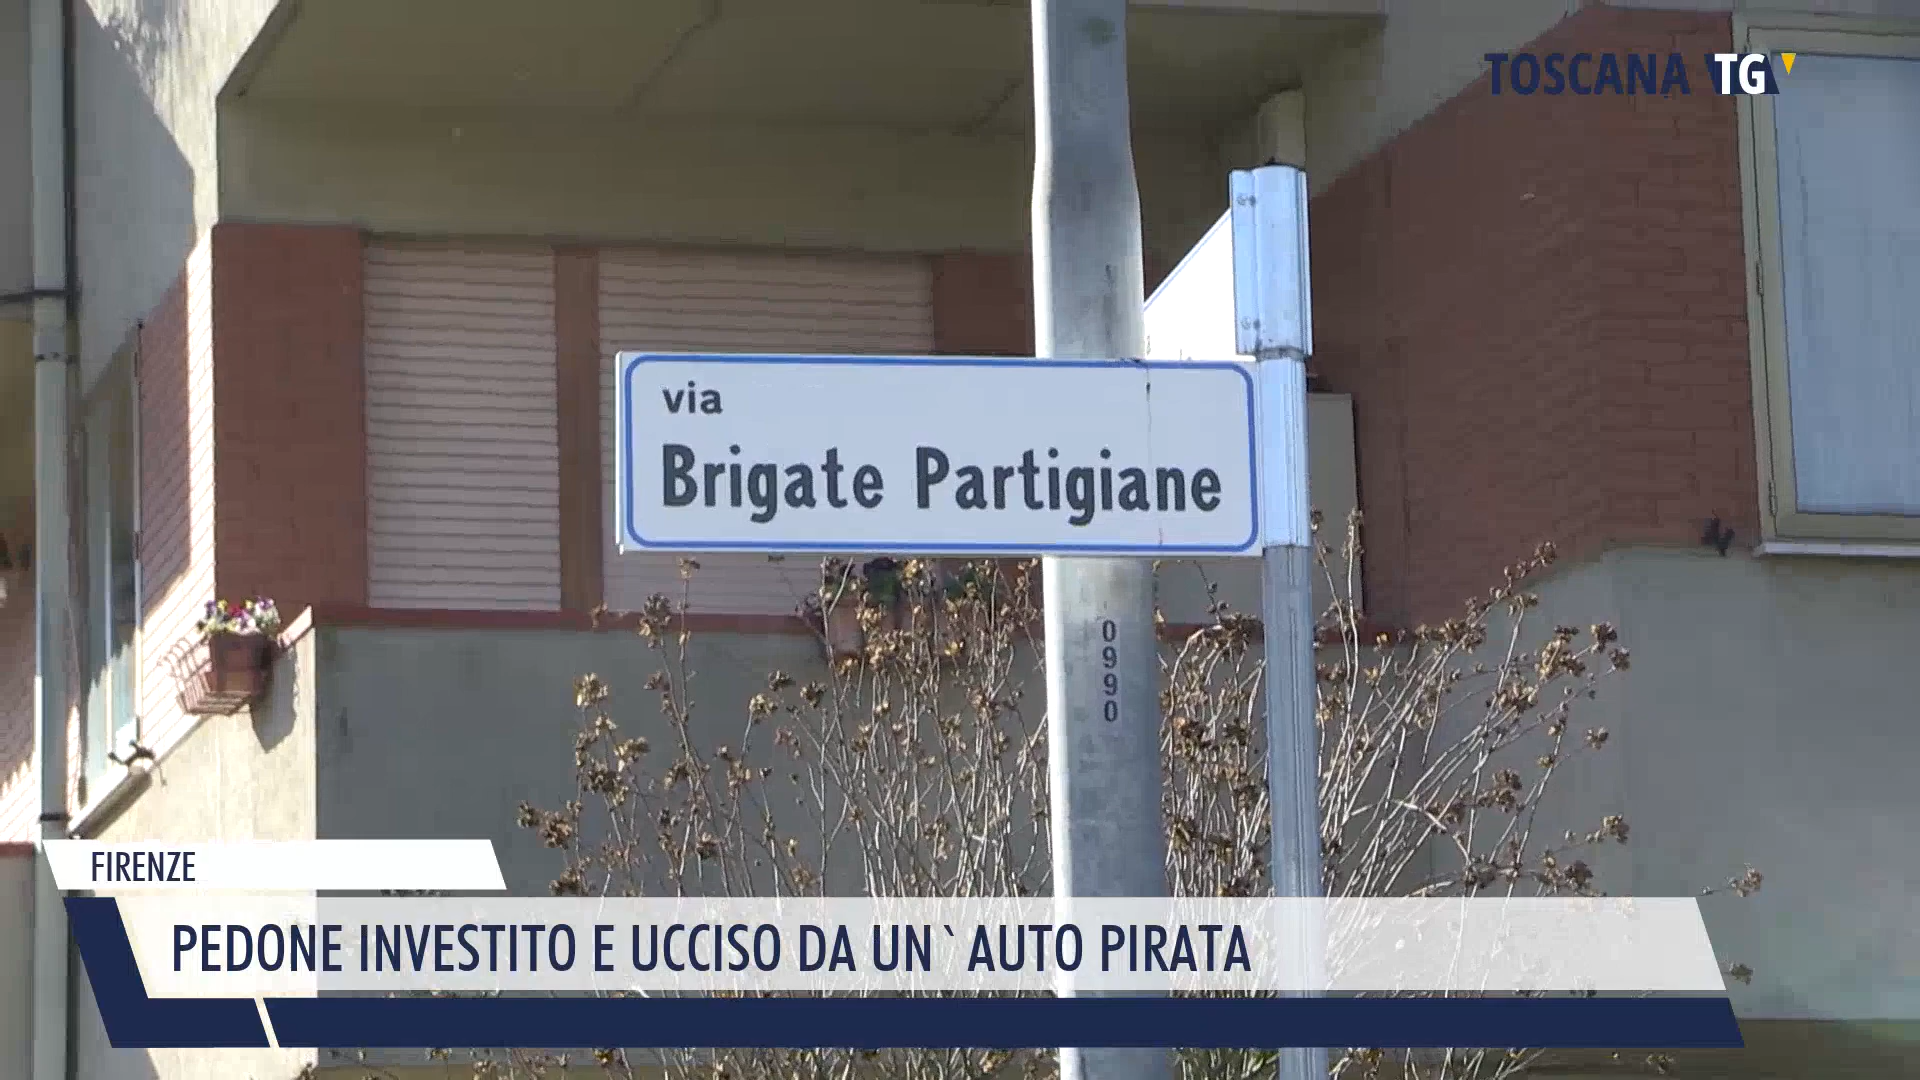 TOSCANA TG
via
Brigate Partigiane
0990
FIRENZE
PEDONE INVESTITO E UCCISO DA UN`AUTO PIRATA